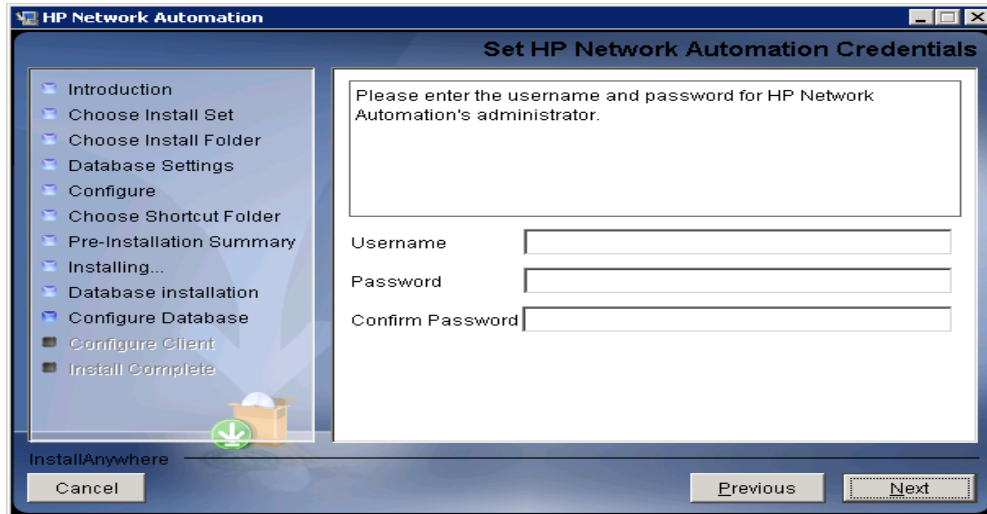 HP Network Automation
Set HP Network Automation Credentials
Introduction
Choose Install Set
Choose Install Folder
Database Settings
Configure
Choose Shortcut Folder
Pre-Installation Summary
Installing...
Database installation
Configure Database
Configure Client
Install Complete
Please enter the username and password for HP Network
Automation's administrator.
Username
Password
Confirm Password
InstallAnywhere
Cancel
Previous
Next